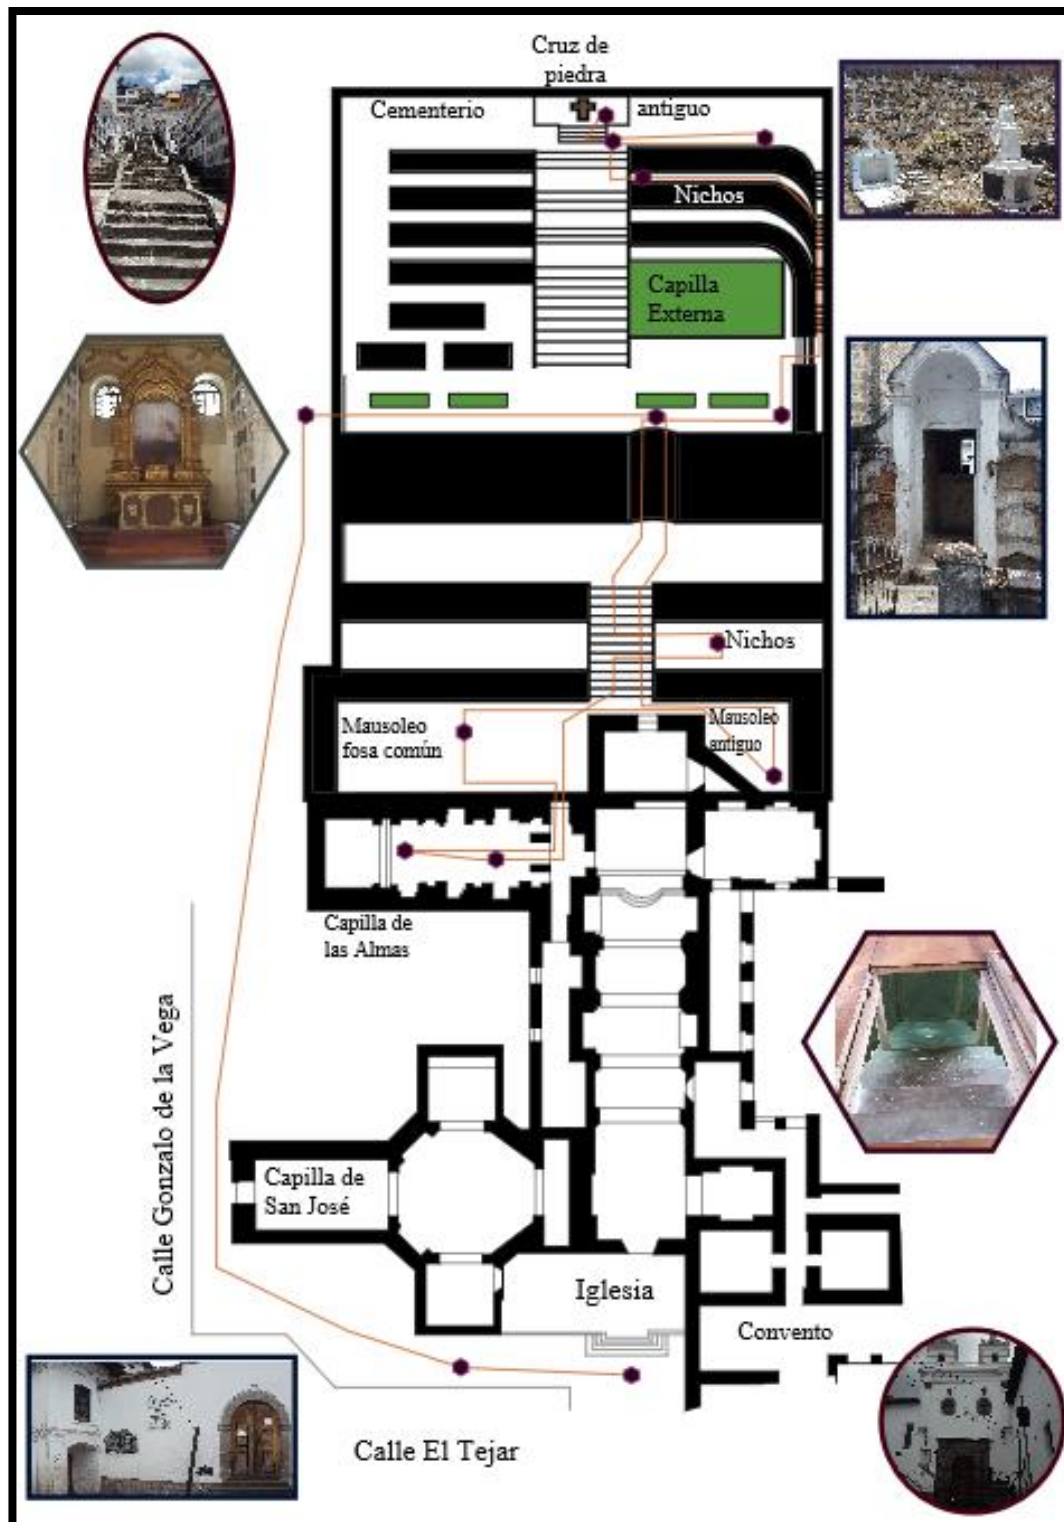 Cruz de
piedra
Cementerio
antiguo
Nichos
Capilla
Externa
Nichos
Mausoleo
fosa común
Mausoleo
antiguo
Capilla de
las Almas
Calle Gonzalo de la Vega
Capilla de
San José
Iglesia
Convento
Calle El Tejar